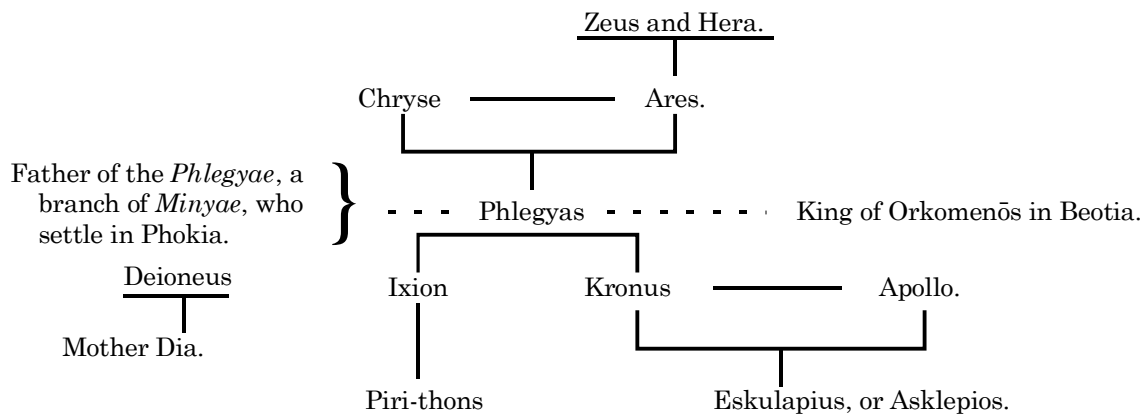 Zeus and Hera.
Chryse Ares.
Father of the Phlegyae, a
branch of Minyae, who
settle in Phokia.
Phlegyas King of Orkomenōs in Beotia.
Deioneus
Ixion Kronus Apollo.
Mother Dia.
Piri-thons Eskulapius, or Asklepios.